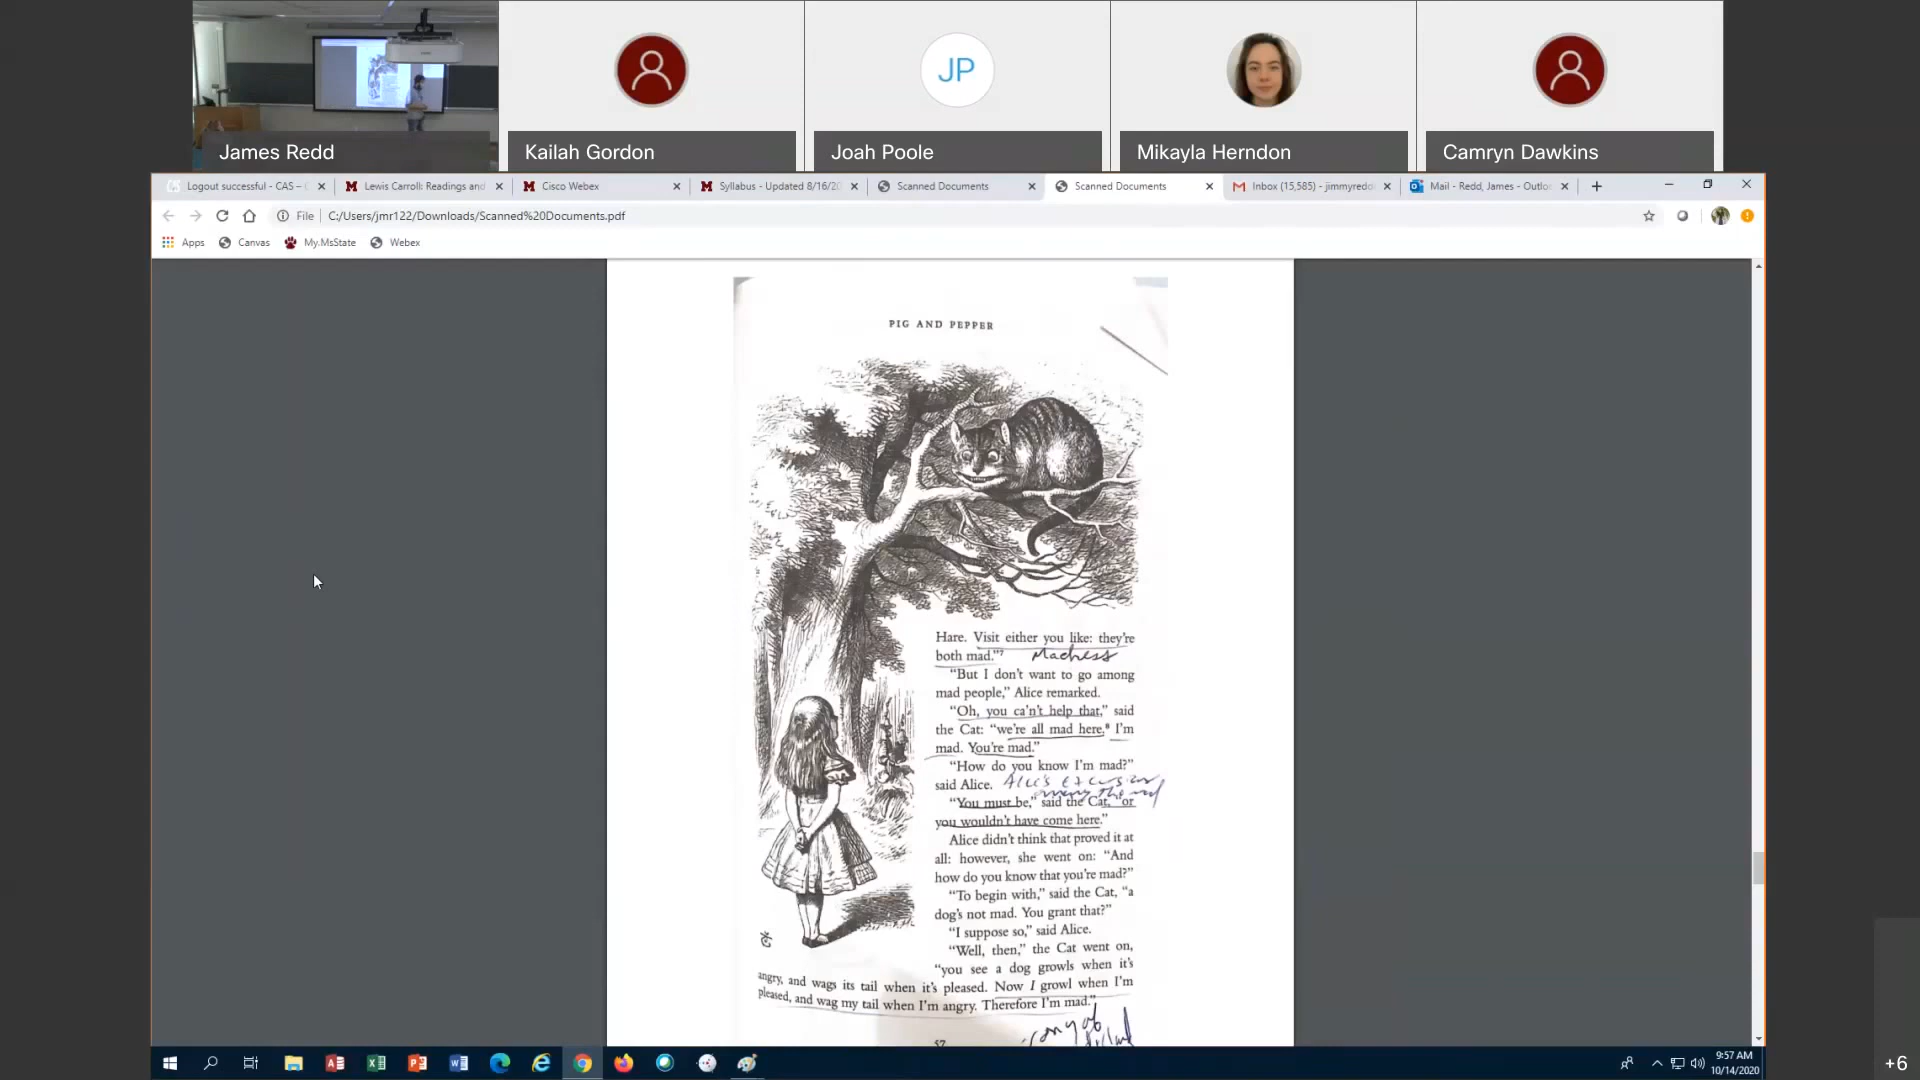 James Redd
Kailah Gordon
JP
Joah Poole
Mikayla Herndon
Camryn Dawkins
Logout successful - CAS –
Lewis Carroll: Readings and
Cisco Webex
Syllabus - Updated 8/16/20
Scanned Documents
Scanned Documents
Inbox (15,585) - jimmyredd
Mail - Redd, James - Outlo
File
C:/Users/jmr122/Downloads/Scanned%20Documents.pdf
Apps
Canvas
My.MsState
Webex
PIG AND PEPPER
Hare. Visit either you like: they're
both mad."7 Madness
"But I don't want to go among
mad people," Alice remarked.
"Oh, you ca'n't help that," said
the Cat: "we're all mad here.8 I'm
mad. You're mad."
"How do you know I'm mad?"
said Alice. Alice's excursion
among the mad
"You must be," said the Cat, "or
you wouldn't have come here."
Alice didn't think that proved it at
all: however, she went on: "And
how do you know that you're mad?"
"To begin with," said the Cat, "a
dog's not mad. You grant that?"
"I suppose so," said Alice.
"Well, then," the Cat went on,
"you see a dog growls when it's
angry, and wags its tail when it's pleased. Now I growl when I'm
pleased, and wag my tail when I'm angry. Therefore I'm mad."
57
9:57 AM
10/14/2020
+6